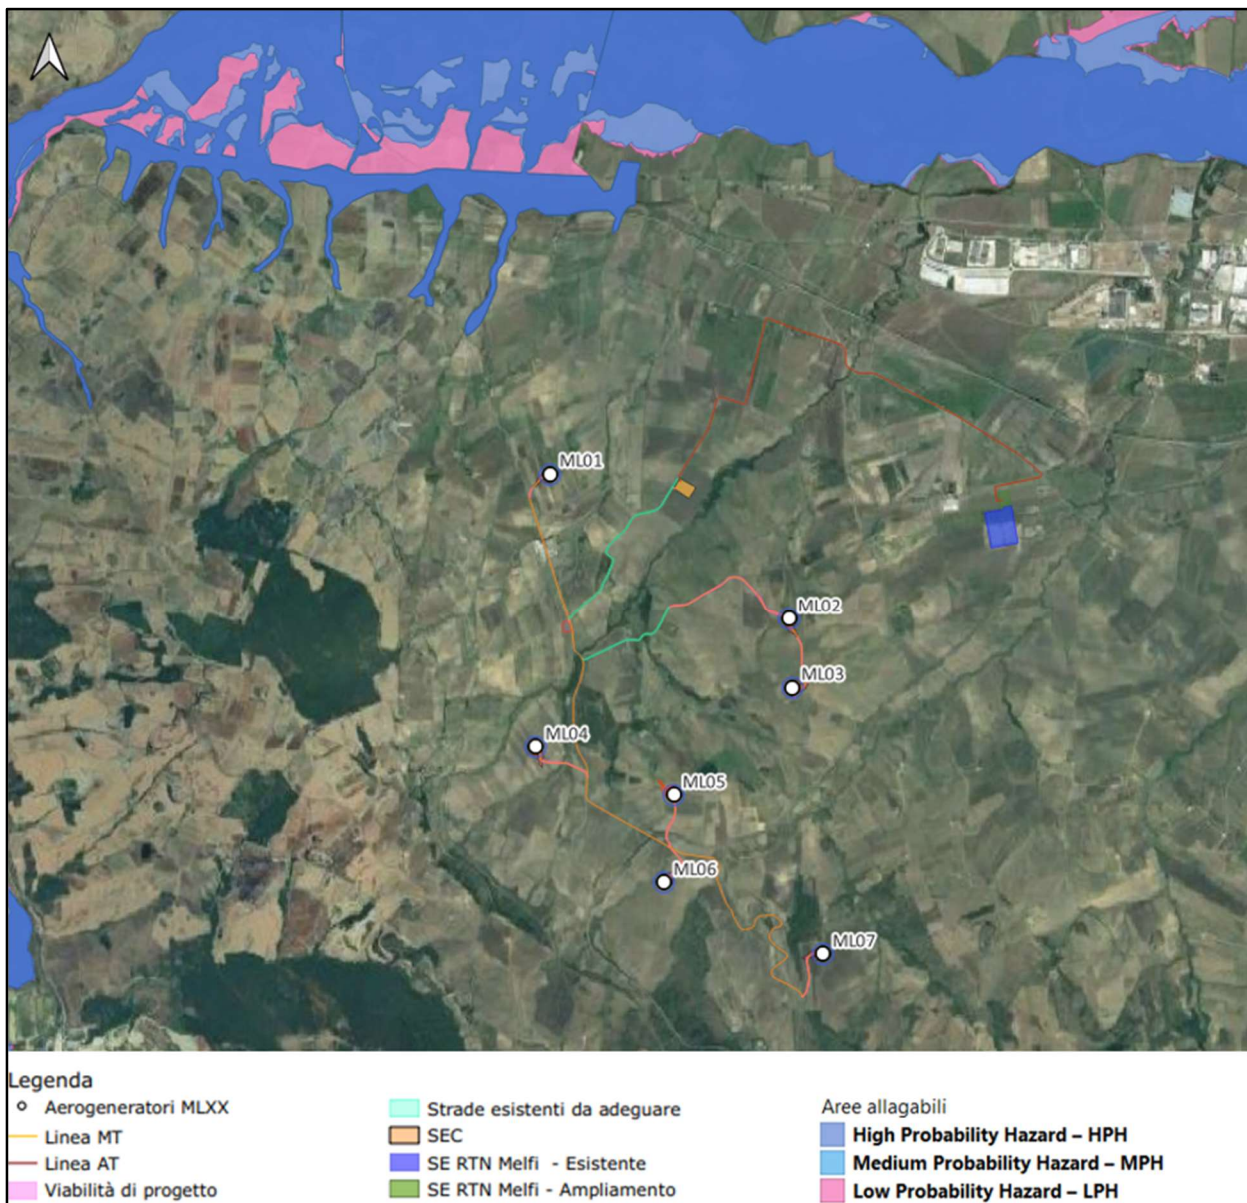 ML01
ML02
ML03
ML04
ML05
ML06
ML07
Legenda
Aerogeneratori MLXX
Linea MT
Linea AT
Viabilità di progetto
Strade esistenti da adeguare
SEC
SE RTN Melfi - Esistente
SE RTN Melfi - Ampliamento
Aree allagabili
High Probability Hazard – HPH
Medium Probability Hazard – MPH
Low Probability Hazard – LPH